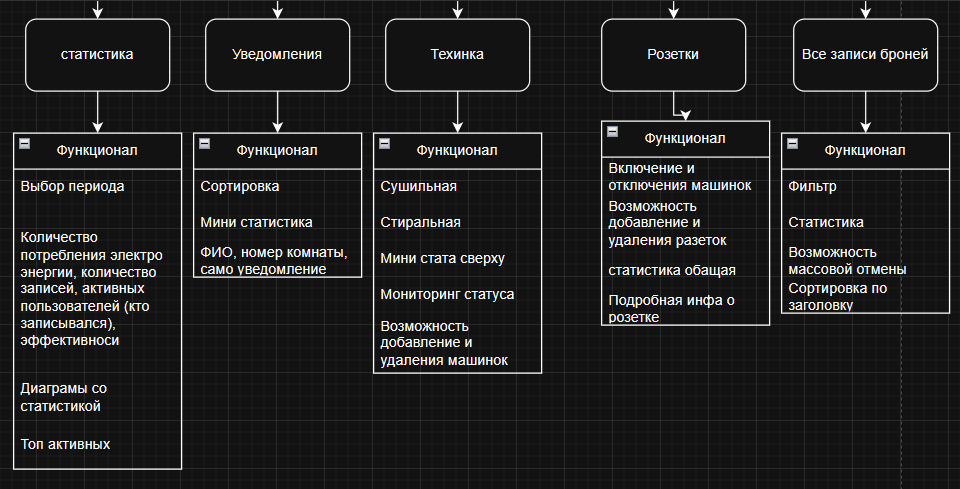 статистика
Уведомления
Техинка
Розетки
Все записи броней
Функционал
Выбор периода
Количество
потребления электро
энергии, количество
записей, активных
пользователей (кто
записывался),
эффективноси
Диаграмы со
статистикой
Топ активных
Функционал
Сортировка
Мини статистика
ФИО, номер комнаты,
само уведомление
Функционал
Сушильная
Стиральная
Мини стата сверху
Мониторинг статуса
Возможность
добавление и
удаления машинок
Функционал
Включение и
отключения машинок
Возможность
добавление и
удаления разеток
статистика обащая
Подробная инфа о
розетке
Функционал
Фильтр
Статистика
Возможность
массовой отмены
Сортировка по
заголовку